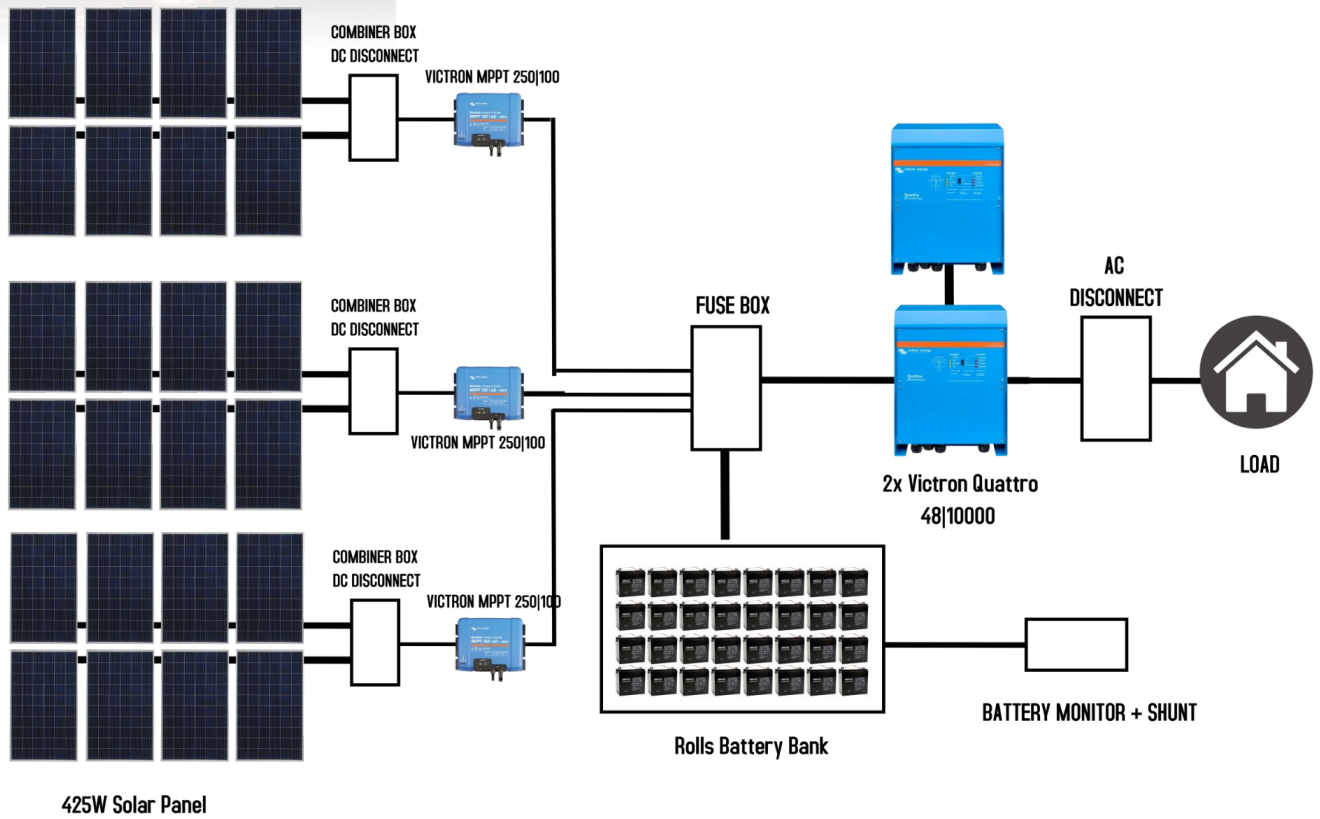 COMBINER BOX
DC DISCONNECT
VICTRON MPPT 250|100
COMBINER BOX
DC DISCONNECT
VICTRON MPPT 250|100
COMBINER BOX
DC DISCONNECT
VICTRON MPPT 250|100
FUSE BOX
AC
DISCONNECT
LOAD
2x Victron Quattro
48|10000
Rolls Battery Bank
BATTERY MONITOR + SHUNT
425W Solar Panel